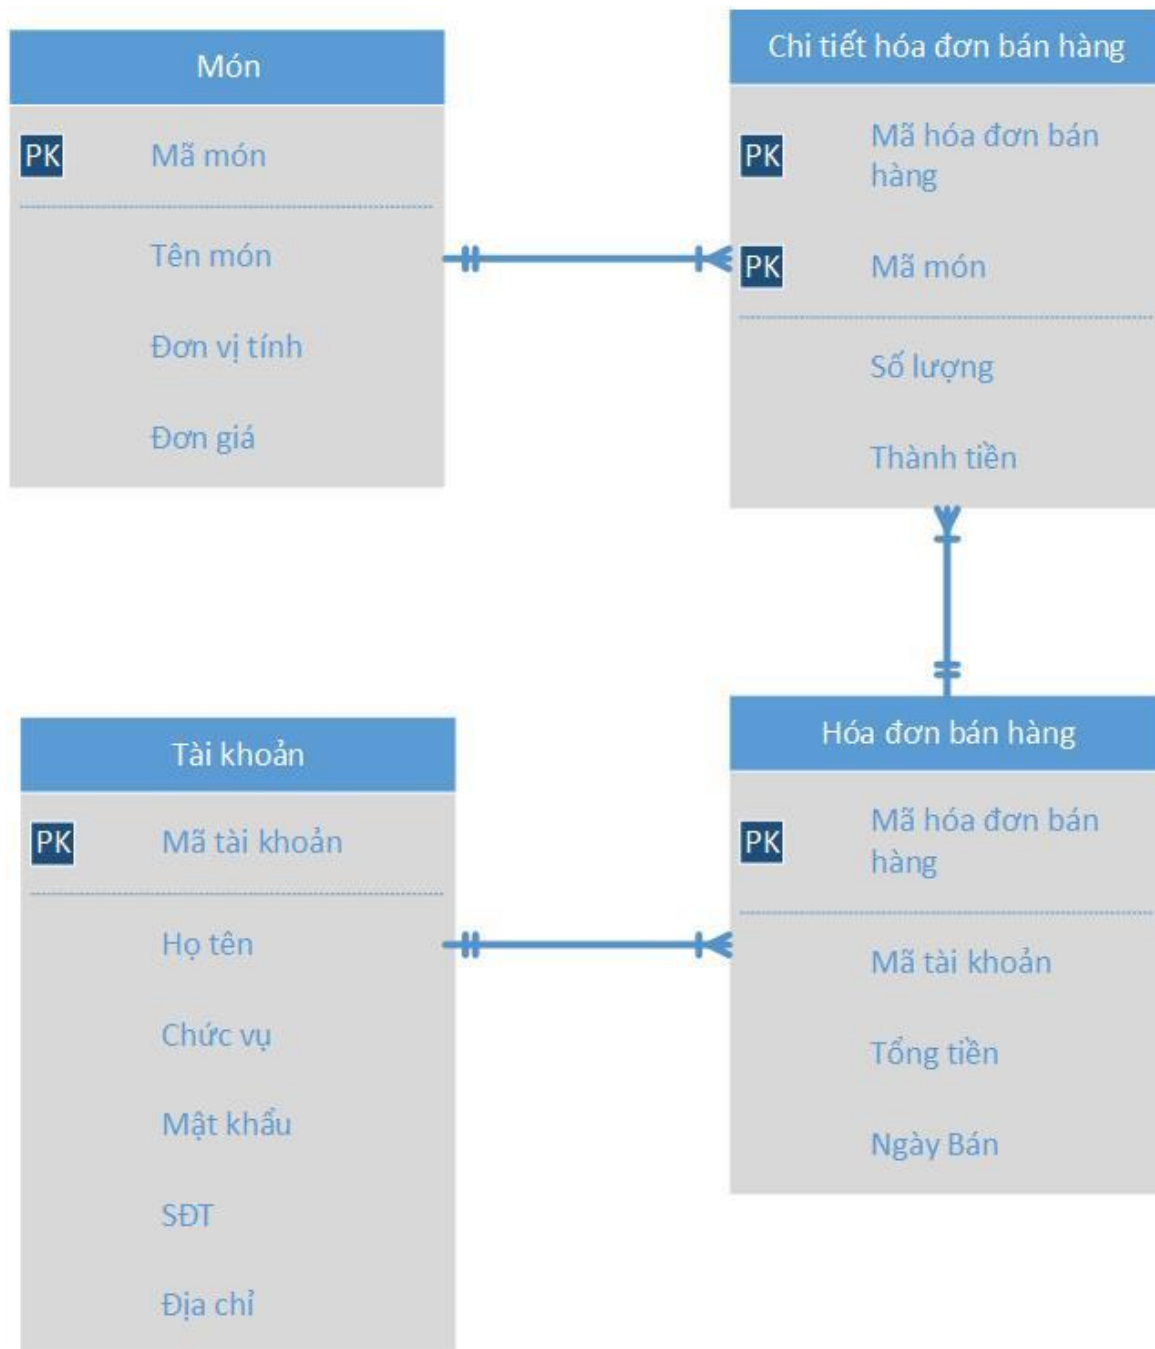 Món
PK Mã món
Tên món
Đơn vị tính
Đơn giá
Chi tiết hóa đơn bán hàng
PK Mã hóa đơn bán
hàng
PK Mã món
Số lượng
Thành tiền
Tài khoản
PK Mã tài khoản
Họ tên
Chức vụ
Mật khẩu
SĐT
Địa chỉ
Hóa đơn bán hàng
PK Mã hóa đơn bán
hàng
Mã tài khoản
Tổng tiền
Ngày Bán